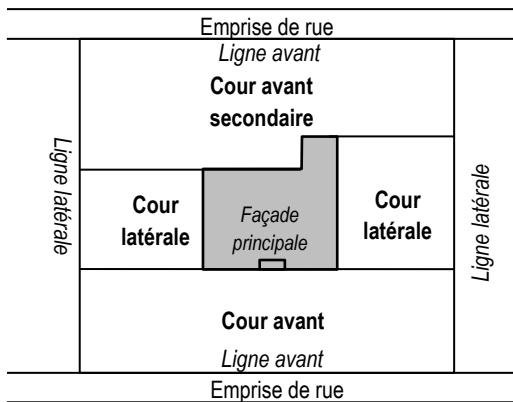 Emprise de rue
Ligne avant
Cour avant
secondaire
Ligne latérale
Cour
latérale
Façade
principale
Cour
latérale
Ligne latérale
Cour avant
Ligne avant
Emprise de rue